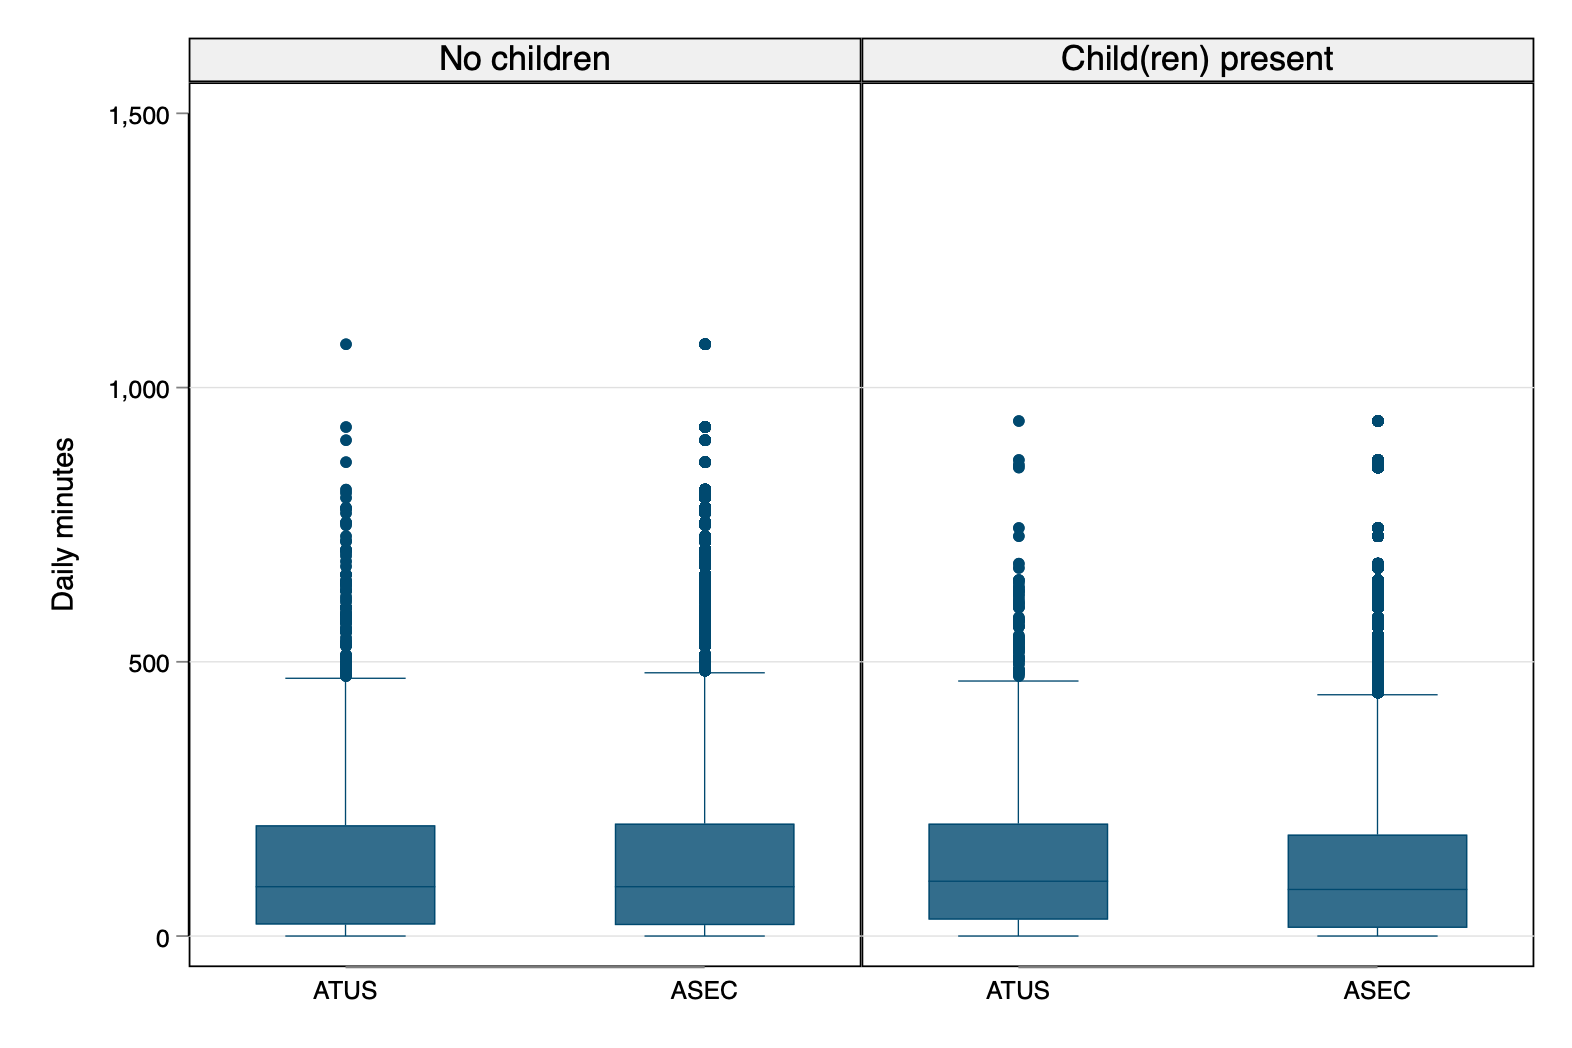 No children
Child(ren) present
1,500
1,000
500
0
Daily minutes
ATUS
ASEC
ATUS
ASEC